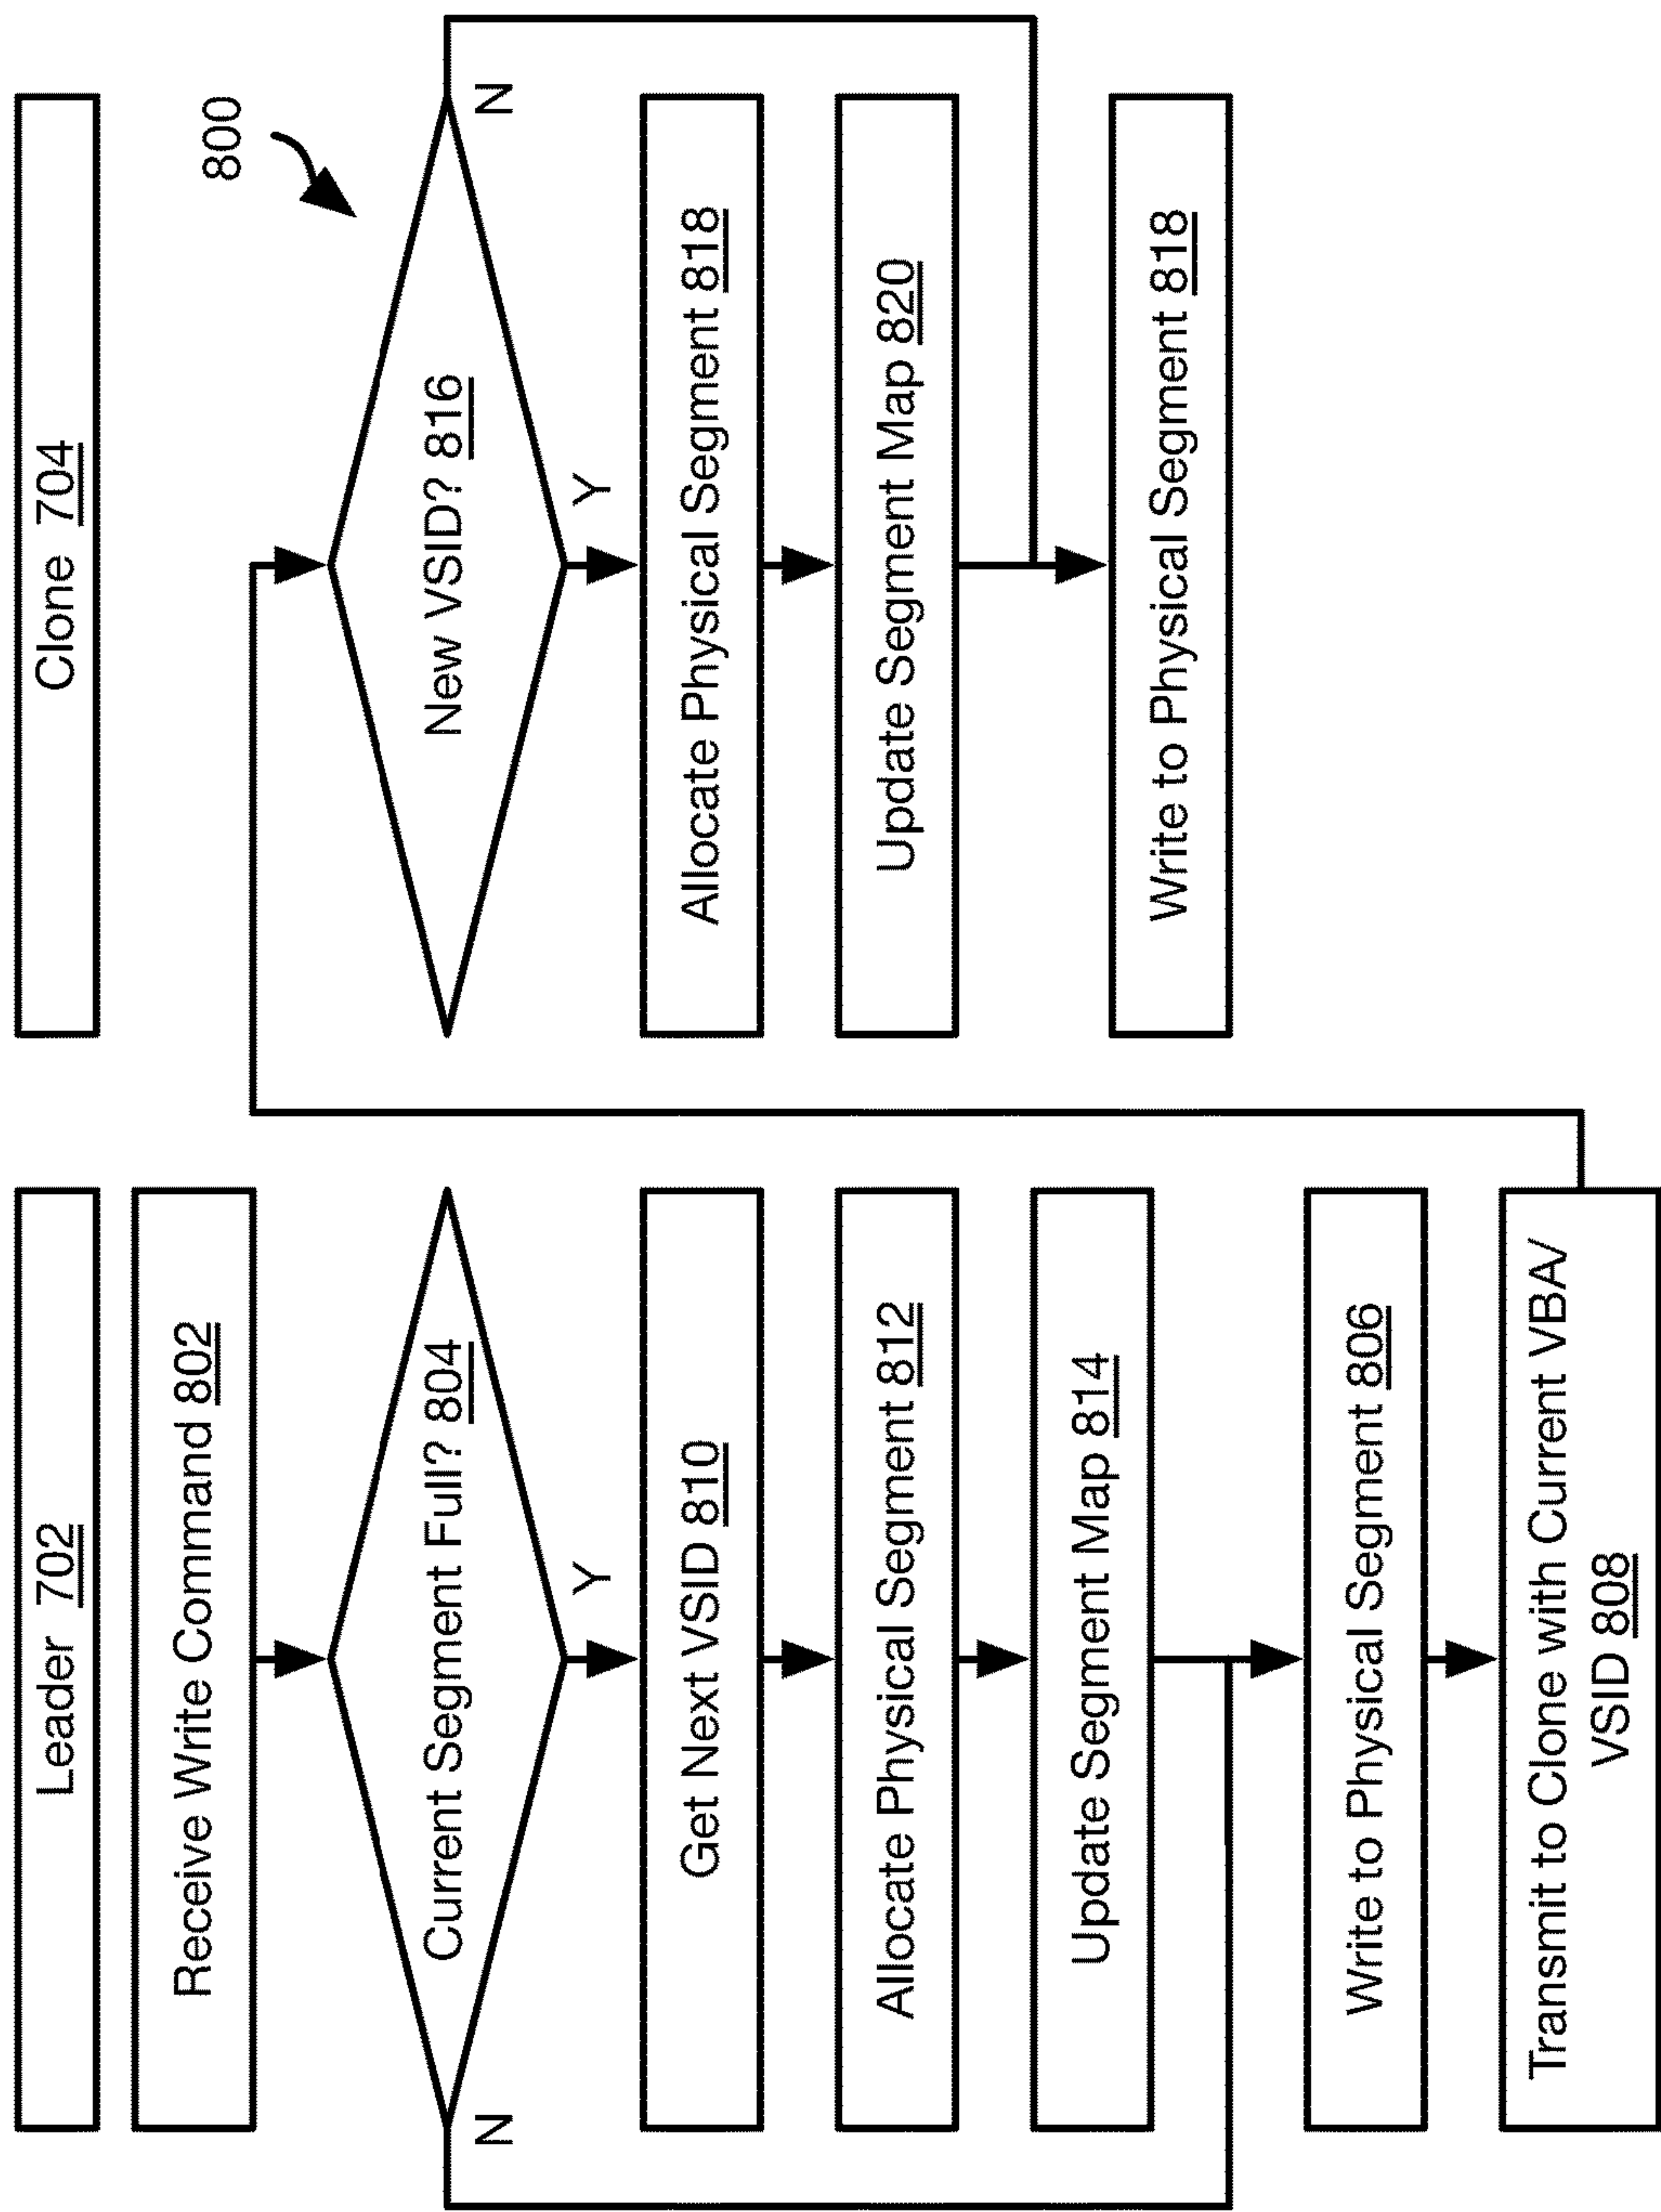 Leader 702
Receive Write Command 802
Current Segment Full? 804
N
Y
Get Next VSID 810
Allocate Physical Segment 812
Update Segment Map 814
Write to Physical Segment 806
Transmit to Clone with Current VBA/
VSID 808
Clone 704
800
New VSID? 816
N
Y
Allocate Physical Segment 818
Update Segment Map 820
Write to Physical Segment 818